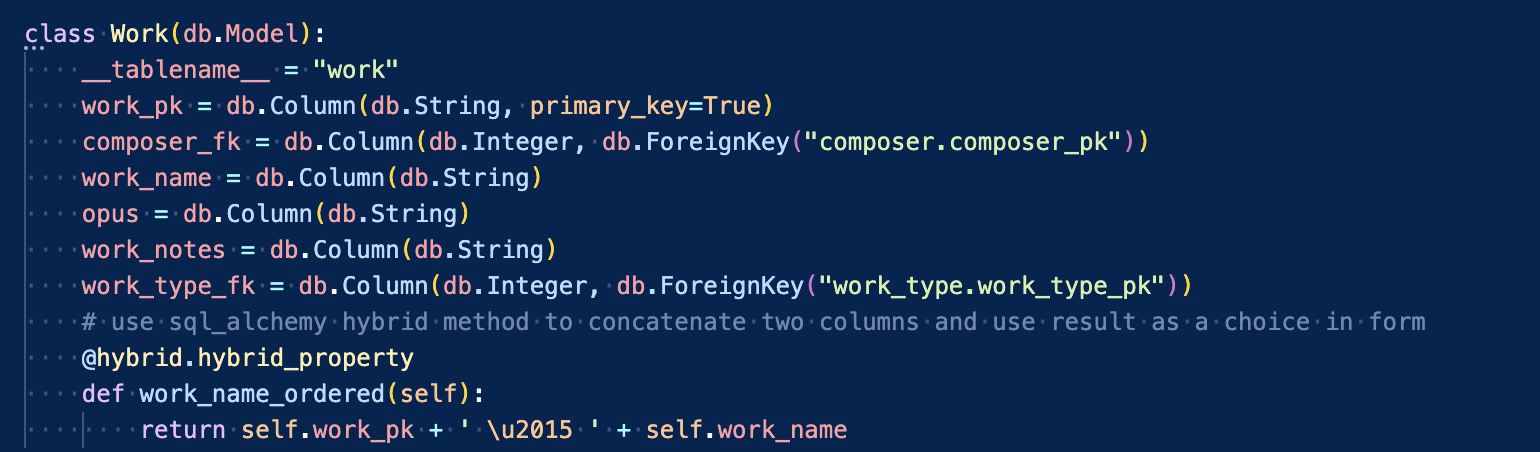 class Work(db.Model):
    __tablename__ = "work"
    work_pk = db.Column(db.String, primary_key=True)
    composer_fk = db.Column(db.Integer, db.ForeignKey("composer.composer_pk"))
    work_name = db.Column(db.String)
    opus = db.Column(db.String)
    work_notes = db.Column(db.String)
    work_type_fk = db.Column(db.Integer, db.ForeignKey("work_type.work_type_pk"))
    # use sql_alchemy hybrid method to concatenate two columns and use result as a choice in form
    @hybrid.hybrid_property
    def work_name_ordered(self):
        return self.work_pk + ' \u2015 ' + self.work_name